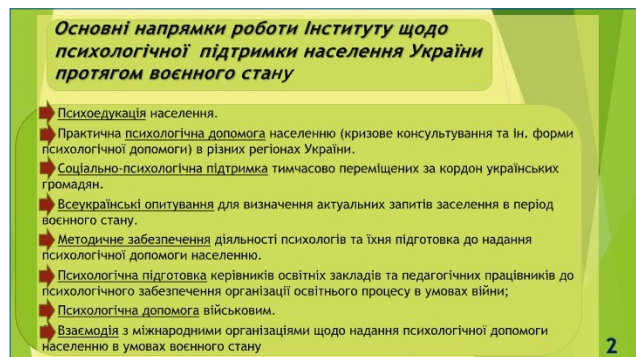 Основні напрямки роботи Інституту щодо
психологічної підтримки населення України
протягом воєнного стану
Психоедукація населення.
Практична психологічна допомога населенню (кризове консультування та ін. форми
психологічної допомоги) в різних регіонах України.
Соціально-психологічна підтримка тимчасово переміщених за кордон українських
громадян.
Всеукраїнські опитування для визначення актуальних запитів заселення в період
воєнного стану.
Методичне забезпечення діяльності психологів та їхня підготовка до надання
психологічної допомоги населенню.
Психологічна підготовка керівників освітніх закладів та педагогічних працівників до
психологічного забезпечення організації освітнього процесу в умовах війни;
Психологічна допомога військовим.
Взаємодія з міжнародними організаціями щодо надання психологічної допомоги
населенню в умовах воєнного стану
2